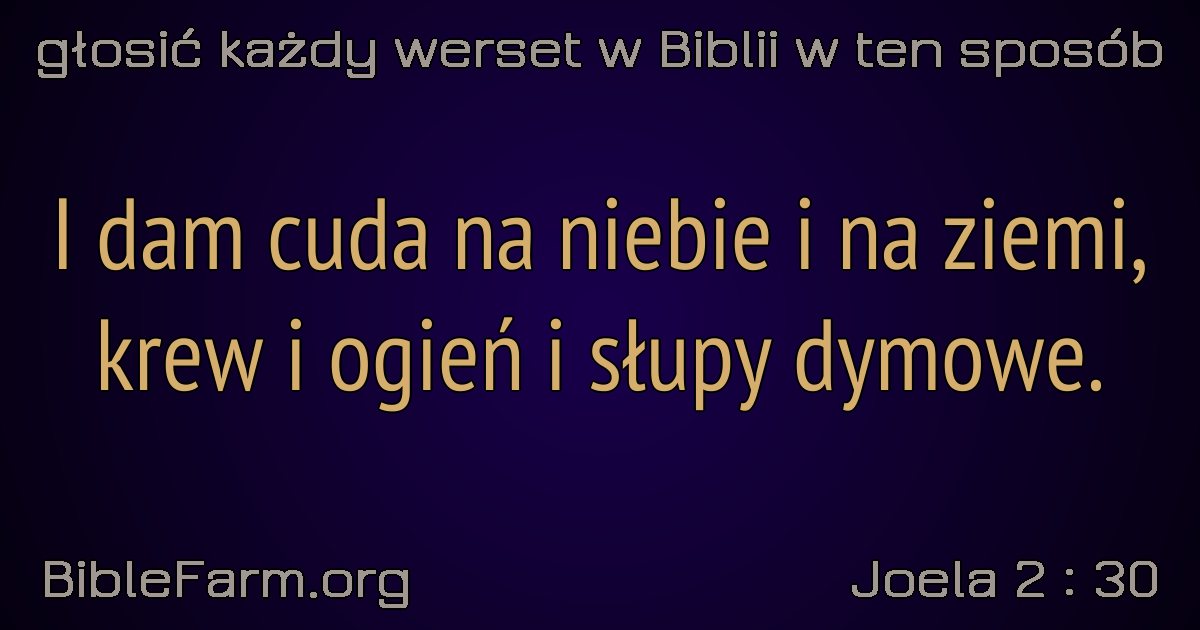 głosić każdy werset w Biblii w ten sposób
I dam cuda na niebie i na ziemi,
krew i ogień i słupy dymowe.
BibleFarm.org
Joela 2 : 30